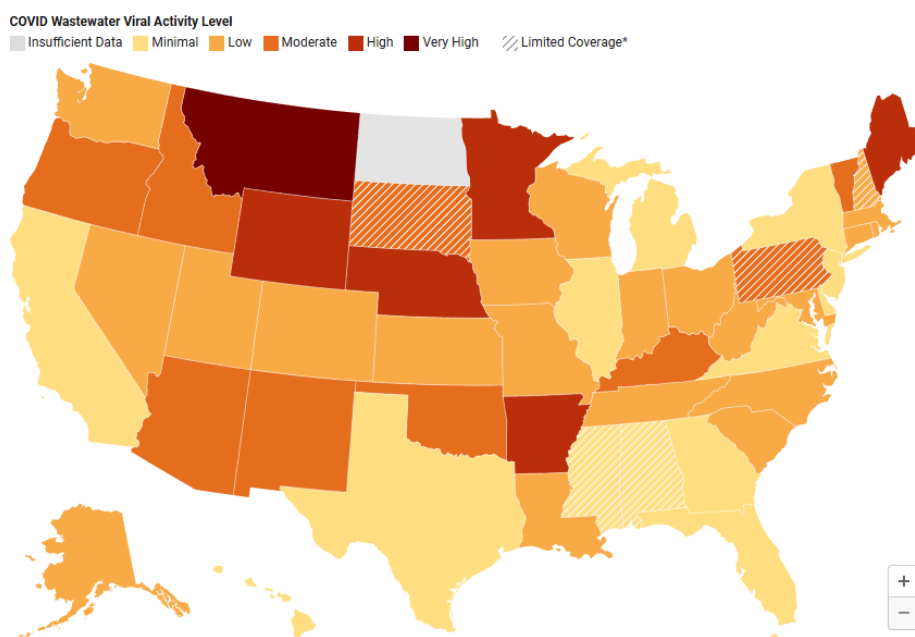 COVID Wastewater Viral Activity Level
Insufficient Data Minimal Low Moderate High Very High Limited Coverage*
+
−